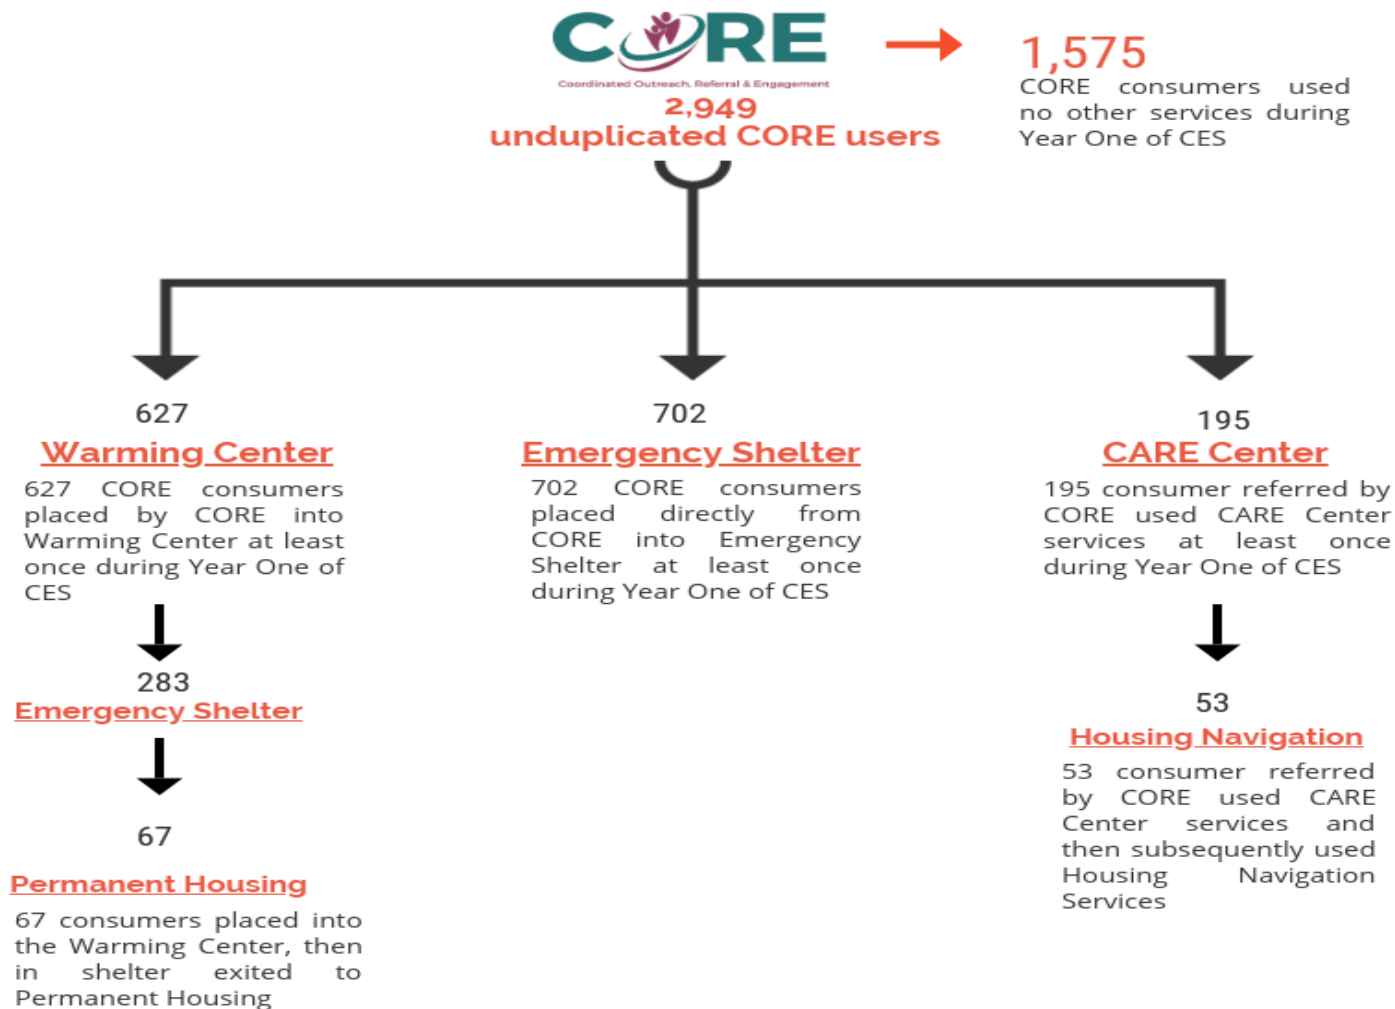 CORE
Coordinated Outreach, Referral & Engagement
2,949
unduplicated CORE users
1,575
CORE consumers used
no other services during
Year One of CES
627
Warming Center
627 CORE consumers
placed by CORE into
Warming Center at least
once during Year One of
CES
283
Emergency Shelter
67
Permanent Housing
67 consumers placed into
the Warming Center, then
in shelter exited to
Permanent Housing
702
Emergency Shelter
702 CORE consumers
placed directly from
CORE into Emergency
Shelter at least once
during Year One of CES
195
CARE Center
195 consumer referred by
CORE used CARE Center
services at least once
during Year One of CES
53
Housing Navigation
53 consumer referred
by CORE used CARE
Center services and
then subsequently used
Housing Navigation
Services